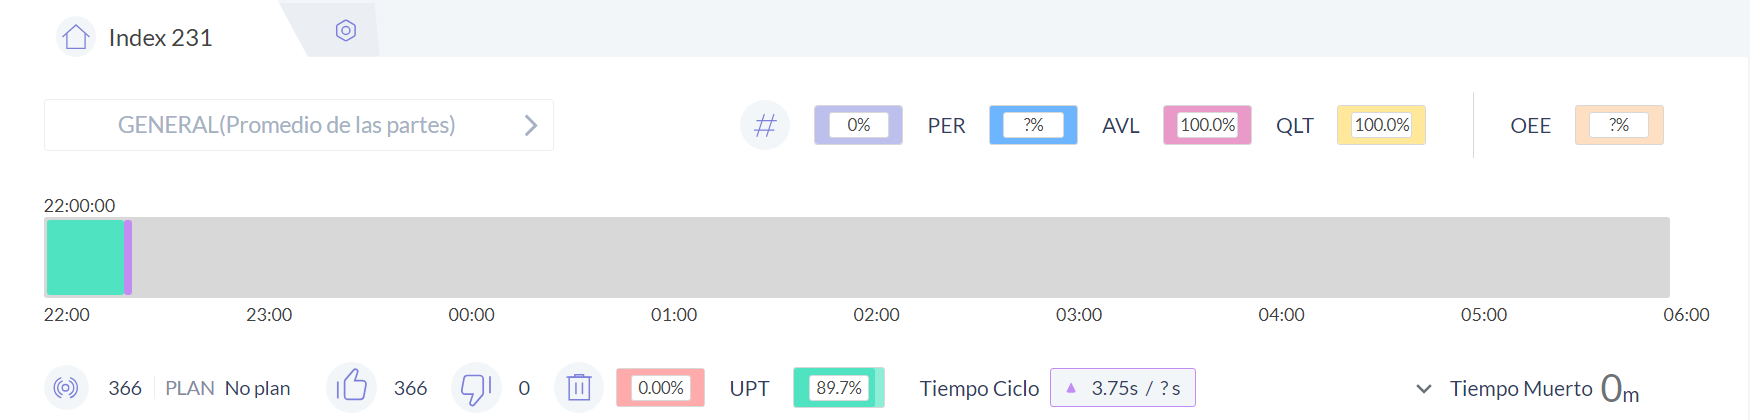 Index 231
GENERAL(Promedio de las partes)
# 0% PER ?% AVL 100.0% QLT 100.0% OEE ?%
22:00:00
22:00 23:00 00:00 01:00 02:00 03:00 04:00 05:00 06:00
366 PLAN No plan 366 0 0.00% UPT 89.7% Tiempo Ciclo ▲ 3.75s / ? s Tiempo Muerto 0m